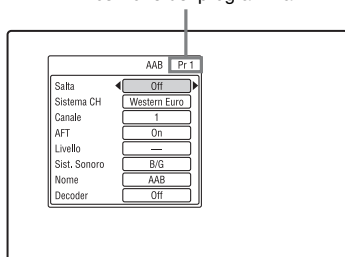 AAB Pr 1
Salta Off
Sistema CH Western Euro
Canale 1
AFT On
Livello —
Sist. Sonoro B/G
Nome AAB
Decoder Off